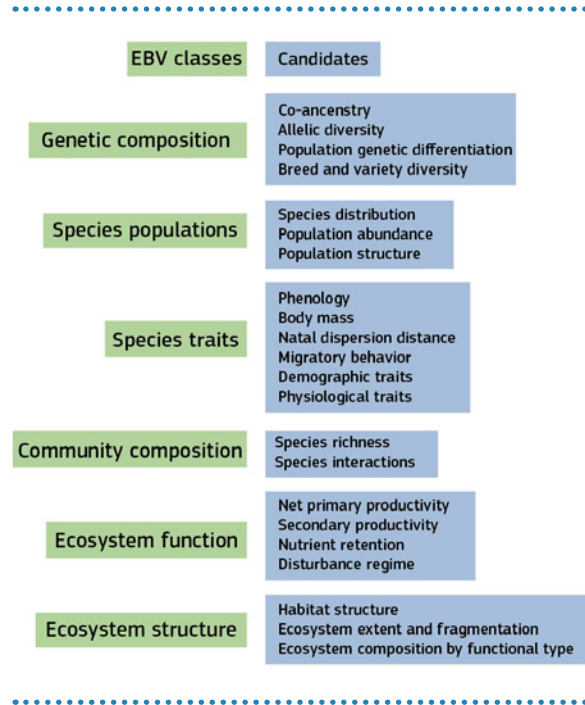 EBV classes
Candidates
Genetic composition
Co-ancenstry
Allelic diversity
Population genetic differentiation
Breed and variety diversity
Species populations
Species distribution
Population abundance
Population structure
Species traits
Phenology
Body mass
Natal dispersion distance
Migratory behavior
Demographic traits
Physiological traits
Community composition
Species richness
Species interactions
Ecosystem function
Net primary productivity
Secondary productivity
Nutrient retention
Disturbance regime
Ecosystem structure
Habitat structure
Ecosystem extent and fragmentation
Ecosystem composition by functional type